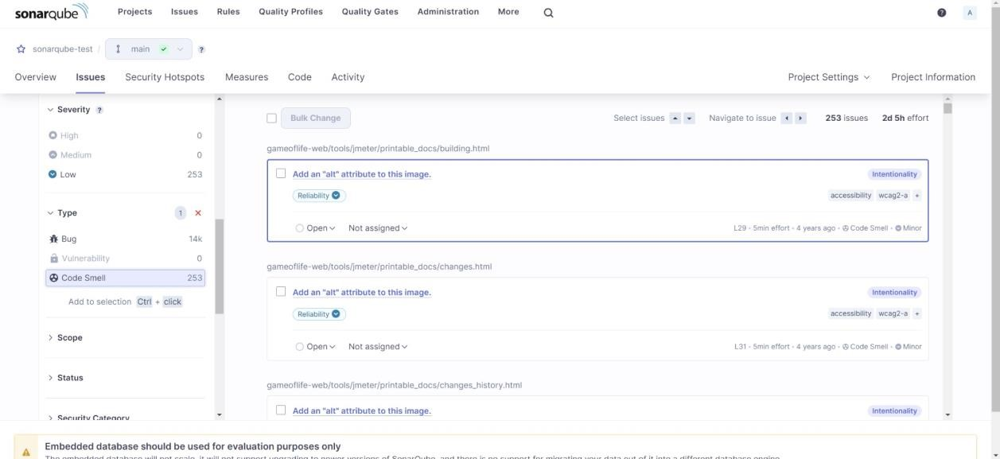 sonarqube Projects Issues Rules Quality Profiles Quality Gates Administration More ? A
sonarqube-test / main ?
Overview Issues Security Hotspots Measures Code Activity Project Settings Project Information
Severity ?
High 0
Medium 0
Low 253
Type 1
Bug 14k
Vulnerability 0
Code Smell 253
Add to selection Ctrl + click
Scope
Status
Security Category
Bulk Change Select issues Navigate to issue 253 issues 2d 5h effort
gameoflife-web/tools/jmeter/printable_docs/building.html
Add an "alt" attribute to this image. Intentionality
Reliability accessibility wcag2-a +
Open Not assigned L29 • 5min effort • 4 years ago • Code Smell • Minor
gameoflife-web/tools/jmeter/printable_docs/changes.html
Add an "alt" attribute to this image. Intentionality
Reliability accessibility wcag2-a +
Open Not assigned L31 • 5min effort • 4 years ago • Code Smell • Minor
gameoflife-web/tools/jmeter/printable_docs/changes_history.html
Add an "alt" attribute to this image. Intentionality
Embedded database should be used for evaluation purposes only
The embedded database will not scale, it will not support upgrading to newer versions of SonarQube, and there is no support for migrating your data out of it into a different database engine.